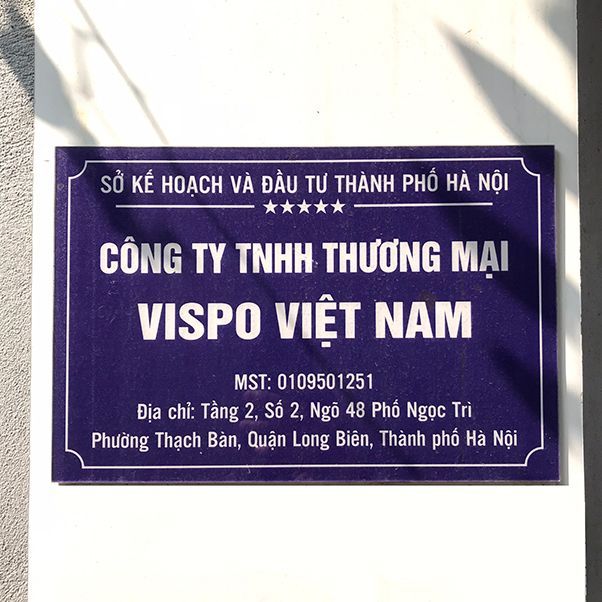 SỞ KẾ HOẠCH VÀ ĐẦU TƯ THÀNH PHỐ HÀ NỘI
★★★★★
CÔNG TY TNHH THƯƠNG MẠI
VISPO VIỆT NAM
MST: 0109501251
Địa chỉ: Tầng 2, Số 2, Ngõ 48 Phố Ngọc Trì
Phường Thạch Bàn, Quận Long Biên, Thành phố Hà Nội